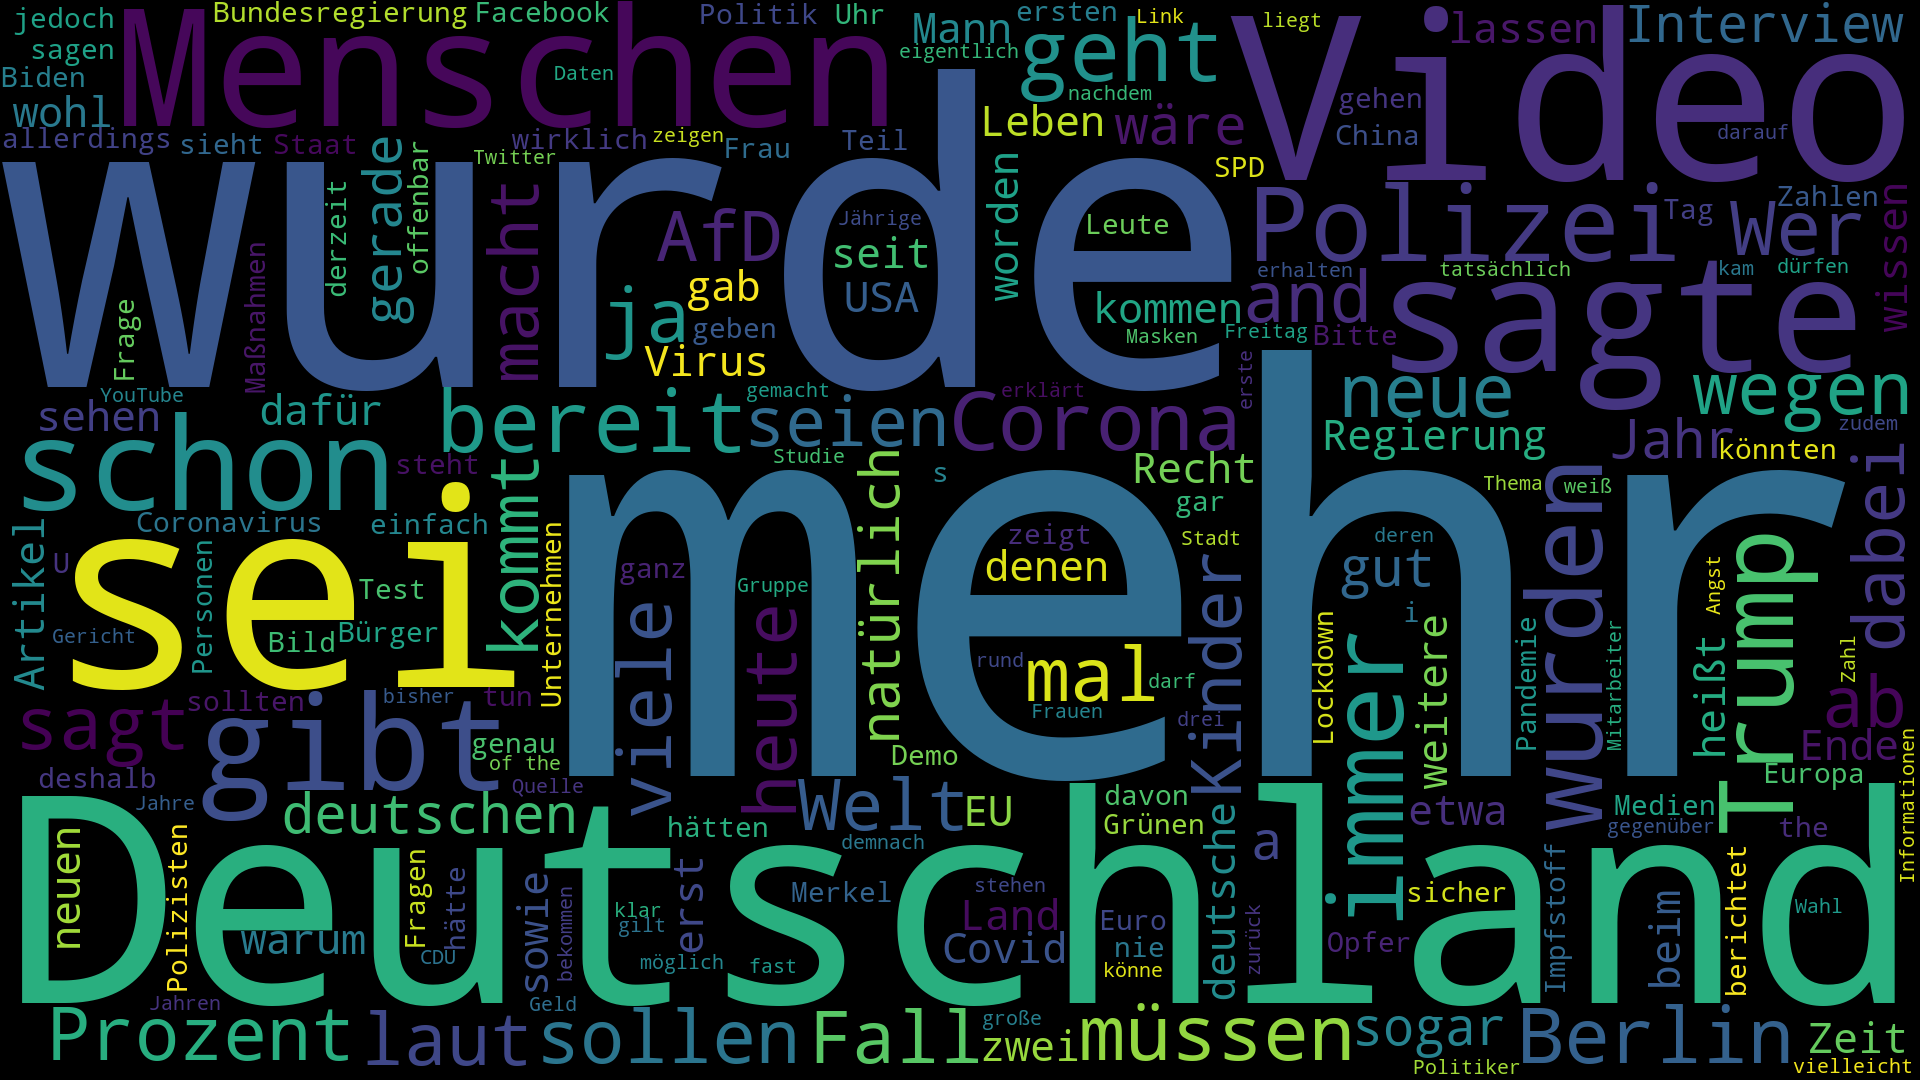 jedoch
Bundesregierung
Facebook
Politik
Uhr
Mann
ersten
Link
liegt
lassen
Interview
sagen
Menschen
Daten
eigentlich
geht
Video
Biden
wohl
nachdem
gehen
allerdings
sieht
Staat
wirklich
zeigen
Frau
Teil
Leben
wäre
China
darauf
Twitter
SPD
wurde
derzeit
gerade
offenbar
macht
AfD
Jährige
seit
worden
Leute
Polizei
Tag
Wer
Zahlen
wissen
Frage
Maßnahmen
ja
gab
USA
geben
Virus
kommen
and
erhalten
tatsächlich
kam
dürfen
Masken
Freitag
Bitte
sagte
YouTube
gemacht
erklärt
erste
neue
wegen
sehen
dafür
bereit
seien
Corona
Regierung
Jahr
zudem
könnten
schon
steht
Studie
s
Recht
gar
Thema
weiß
Coronavirus
einfach
kommt
natürlich
mehr
Stadt
deren
wurden
dabei
Artikel
U
sei
Personen
Test
Unternehmen
ganz
Gruppe
zeigt
denen
gut
i
Angst
Trump
Gericht
Bild
Bürger
viele
heute
rund
mal
darf
Kinder
Lockdown
immer
weitere
Pandemie
Mitarbeiter
heißt
zahl
sagt
sollten
bisher
tun
Frauen
drei
ab
gibt
genau
of the
Demo
Ende
deshalb
Quelle
Europa
Informationen
Jahre
deutschen
hätten
Welt
EU
davon
Grünen
deutsche
etwa
Medien
gegenüber
the
neuen
Deutschland
demnach
a
Polizisten
Fragen
hätte
sowie
bekommen
erst
Merkel
stehen
sicher
Impfstoff
beim
berichtet
Wahl
warum
klar
gilt
Land
Euro
zurück
CDU
möglich
fast
Covid
nie
könne
Opfer
Jahren
Geld
Prozent
laut
sollen
Fall
große
zwei
müssen
sogar
Berlin
Zeit
Politiker
vielleicht